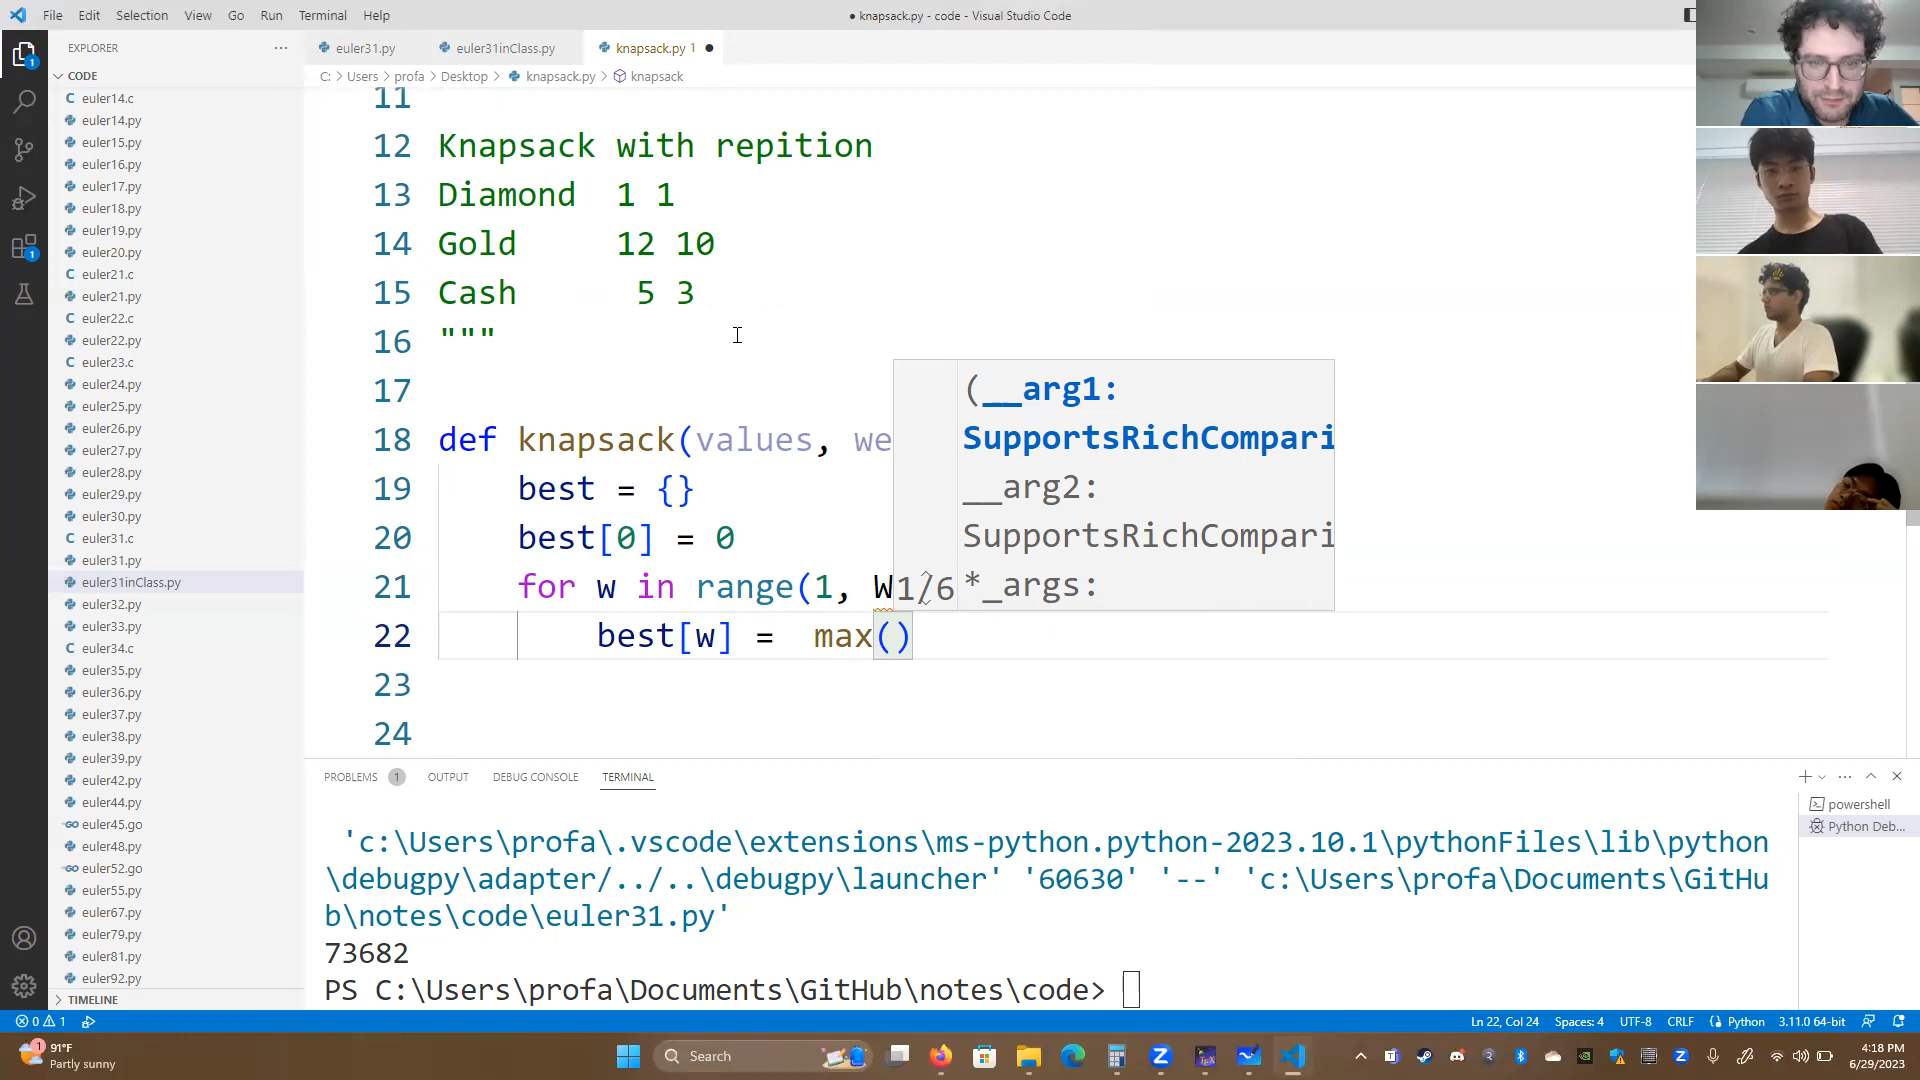 File Edit Selection View Go Run Terminal Help
● knapsack.py - code - Visual Studio Code
EXPLORER ···
euler31.py euler31inClass.py knapsack.py 1 ●
CODE
C: > Users > profa > Desktop > knapsack.py > knapsack
euler14.c
euler14.py
euler15.py
euler16.py
euler17.py
euler18.py
euler19.py
euler20.py
euler21.c
euler21.py
euler22.c
euler22.py
euler23.c
euler24.py
euler25.py
euler26.py
euler27.py
euler28.py
euler29.py
euler30.py
euler31.c
euler31.py
euler31inClass.py
euler32.py
euler33.py
euler34.c
euler35.py
euler36.py
euler37.py
euler38.py
euler39.py
euler42.py
euler44.py
euler45.go
euler48.py
euler52.go
euler55.py
euler67.py
euler79.py
euler81.py
euler92.py
TIMELINE
11
12 Knapsack with repition
13 Diamond 1 1
14 Gold 12 10
15 Cash 5 3
16 """
17
18 def knapsack(values, we
19 best = {}
20 best[0] = 0
21 for w in range(1, W
22 best[w] = max()
23
24
(__arg1:
SupportsRichCompari
__arg2:
SupportsRichCompari
1/6 *_args:
PROBLEMS 1 OUTPUT DEBUG CONSOLE TERMINAL
powershell
Python Deb...
'c:\Users\profa\.vscode\extensions\ms-python.python-2023.10.1\pythonFiles\lib\python
\debugpy\adapter/../..\debugpy\launcher' '60630' '--' 'c:\Users\profa\Documents\GitHu
b\notes\code\euler31.py'
73682
PS C:\Users\profa\Documents\GitHub\notes\code>
0 1 Ln 22, Col 24 Spaces: 4 UTF-8 CRLF Python 3.11.0 64-bit
1 91°F
Partly sunny
Search
4:18 PM
6/29/2023